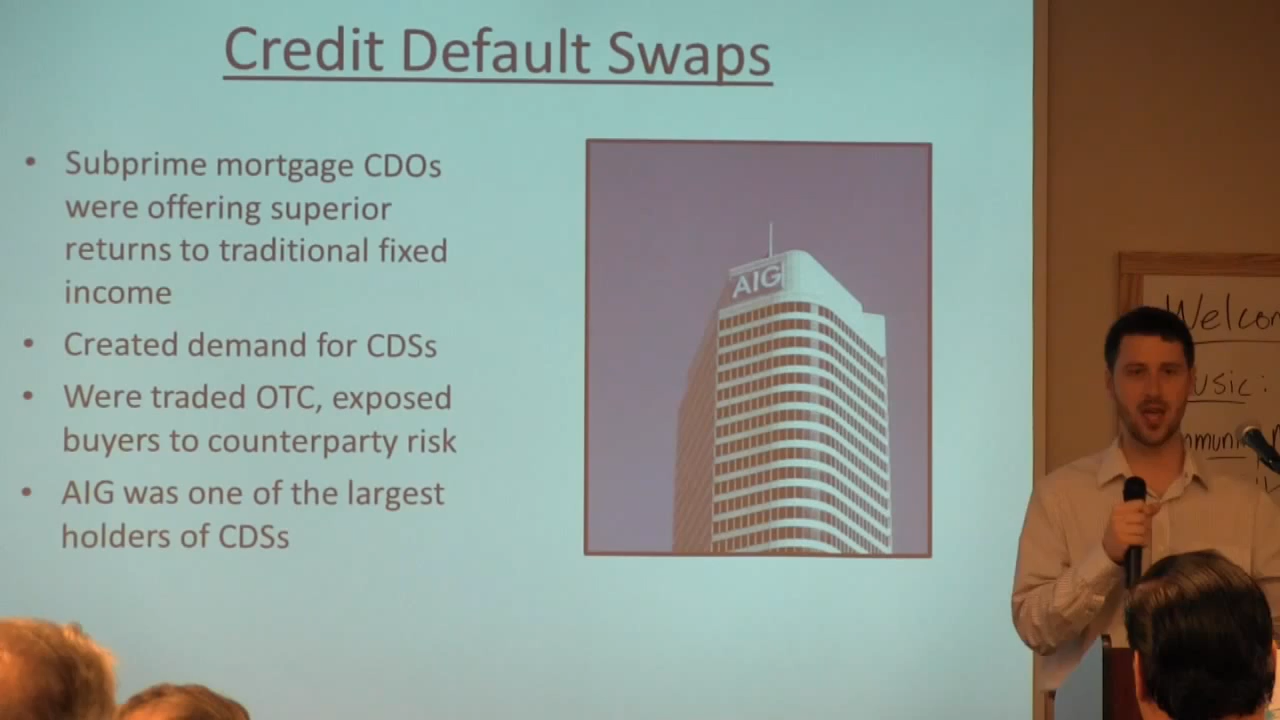 Credit Default Swaps
• Subprime mortgage CDOs
were offering superior
returns to traditional fixed
income
• Created demand for CDSs
• Were traded OTC, exposed
buyers to counterparty risk
• AIG was one of the largest
holders of CDSs
AIG